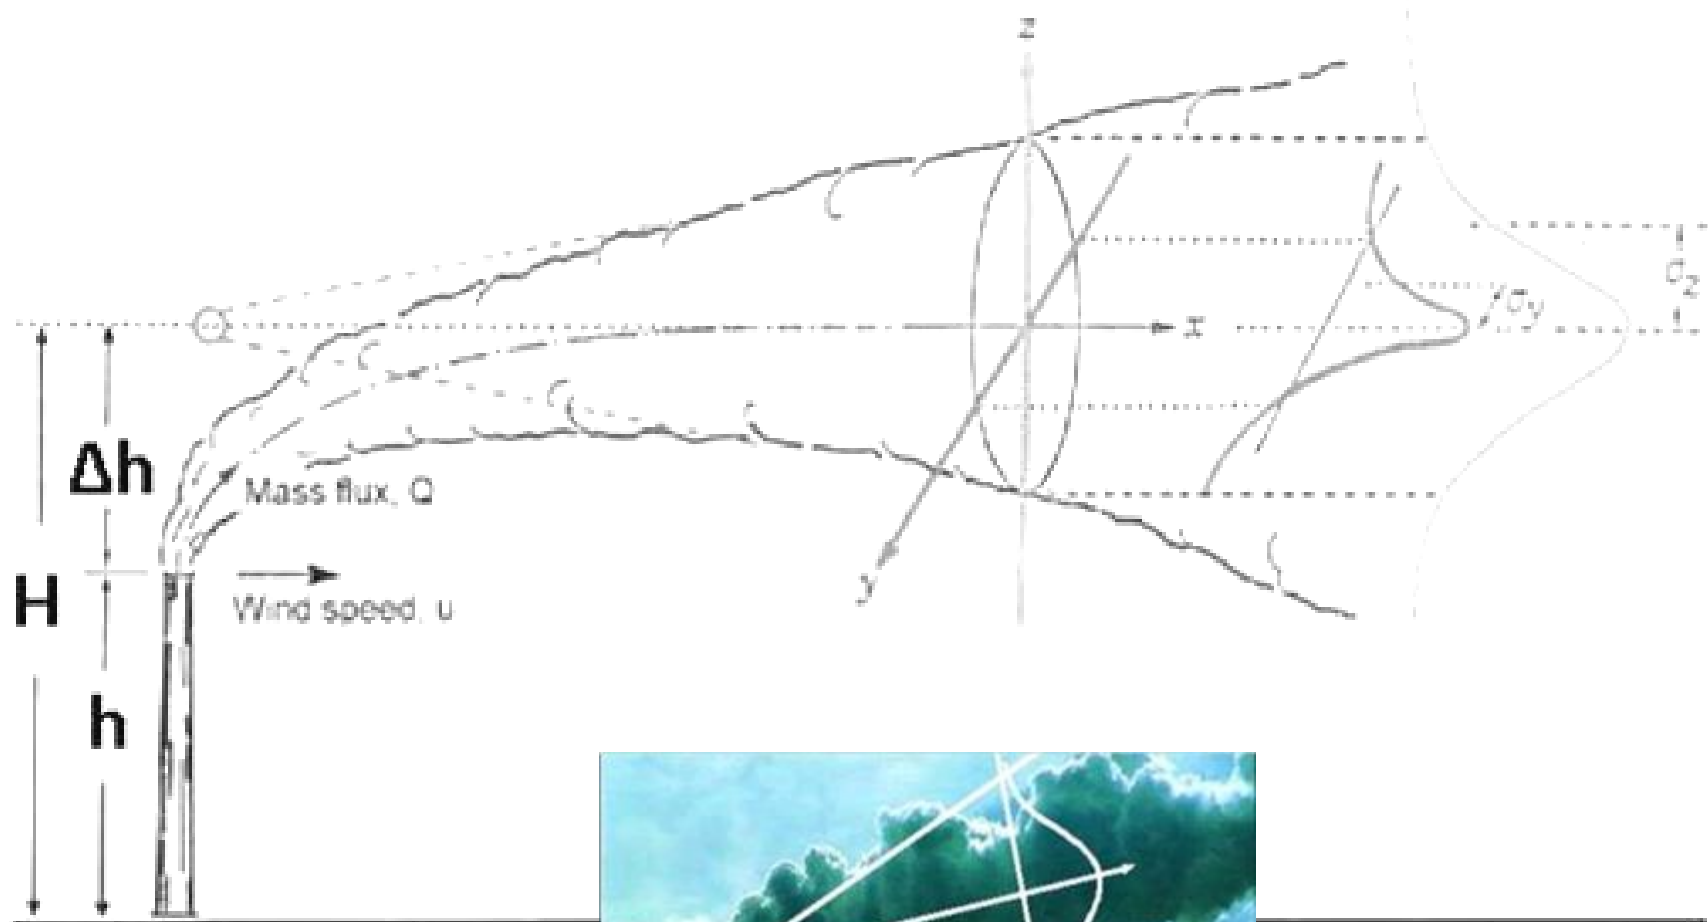 z
x
σz
σy
Δh
Mass flux, Q
H
Wind speed, u
y
h